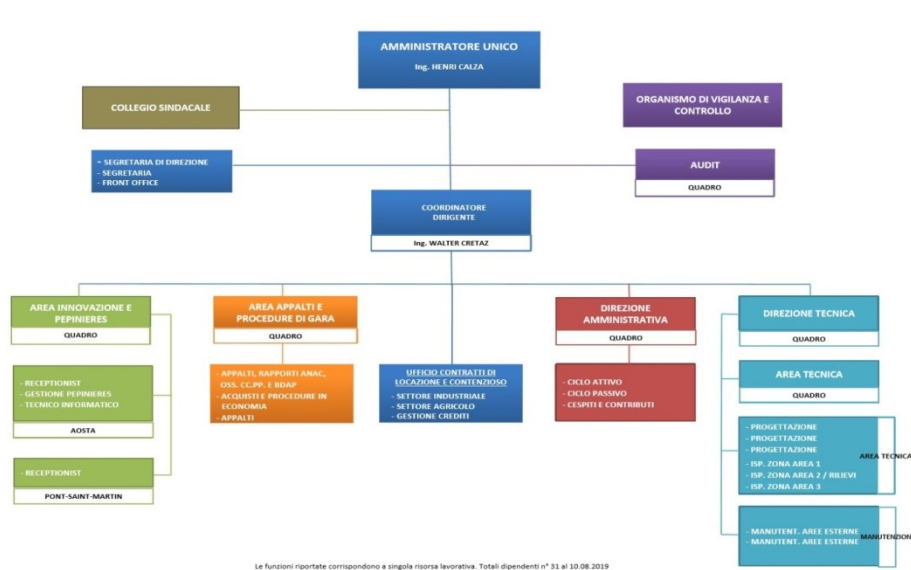 AMMINISTRATORE UNICO
Ing. HENRI CALZA
COLLEGIO SINDACALE
ORGANISMO DI VIGILANZA E
CONTROLLO
- SEGRETARIA DI DIREZIONE
- SEGRETARIA
- FRONT OFFICE
AUDIT
QUADRO
COORDINATORE
DIRIGENTE
Ing. WALTER CRETAZ
AREA INNOVAZIONE E
PEPINIERES
QUADRO
- RECEPTIONIST
- GESTIONE PEPINIERES
- TECNICO INFORMATICO
AOSTA
- RECEPTIONIST
PONT-SAINT-MARTIN
AREA APPALTI E
PROCEDURE DI GARA
QUADRO
- APPALTI, RAPPORTI ANAC,
OSS. CC.PP. E BDAP
- ACQUISTI E PROCEDURE IN
ECONOMIA
- APPALTI
UFFICIO CONTRATTI DI
LOCAZIONE E CONTENZIOSO
- SETTORE INDUSTRIALE
- SETTORE AGRICOLO
- GESTIONE CREDITI
DIREZIONE
AMMINISTRATIVA
QUADRO
- CICLO ATTIVO
- CICLO PASSIVO
- CESPITI E CONTRIBUTI
DIREZIONE TECNICA
QUADRO
AREA TECNICA
QUADRO
- PROGETTAZIONE
- PROGETTAZIONE
- PROGETTAZIONE
- ISP. ZONA AREA 1
- ISP. ZONA AREA 2 / RILIEVI
- ISP. ZONA AREA 3
AREA TECNICA
- MANUTENT. AREE ESTERNE
- MANUTENT. AREE ESTERNE
MANUTENZION
Le funzioni riportate corrispondono a singola risorsa lavorativa. Totali dipendenti n° 31 al 10.08.2019